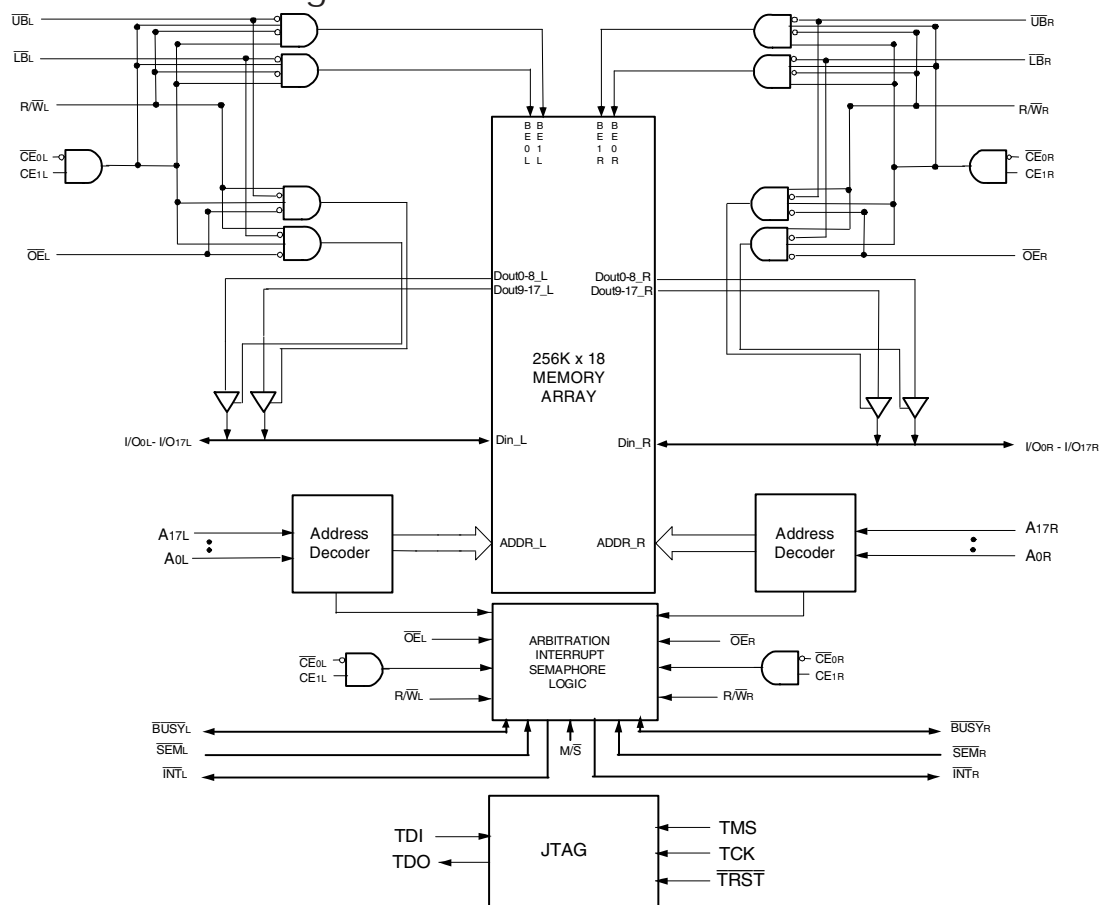 UBL
UBR
LBL
LBR
R/WL
R/WR
CE0L
CE1L
CE0R
CE1R
OEL
OER
BE0L
BE1L
BE1R
BE0R
Dout0-8_L
Dout9-17_L
Dout0-8_R
Dout9-17_R
256K x 18
MEMORY
ARRAY
I/O0L- I/O17L
Din_L
Din_R
I/O0R - I/O17R
A17L
A0L
Address
Decoder
ADDR_L
ADDR_R
Address
Decoder
A17R
A0R
OEL
CE0L
CE1L
R/WL
ARBITRATION
INTERRUPT
SEMAPHORE
LOGIC
OER
CE0R
CE1R
R/WR
BUSYL
SEML
INTL
M/S
BUSYR
SEMR
INTR
TDI
TDO
JTAG
TMS
TCK
TRST